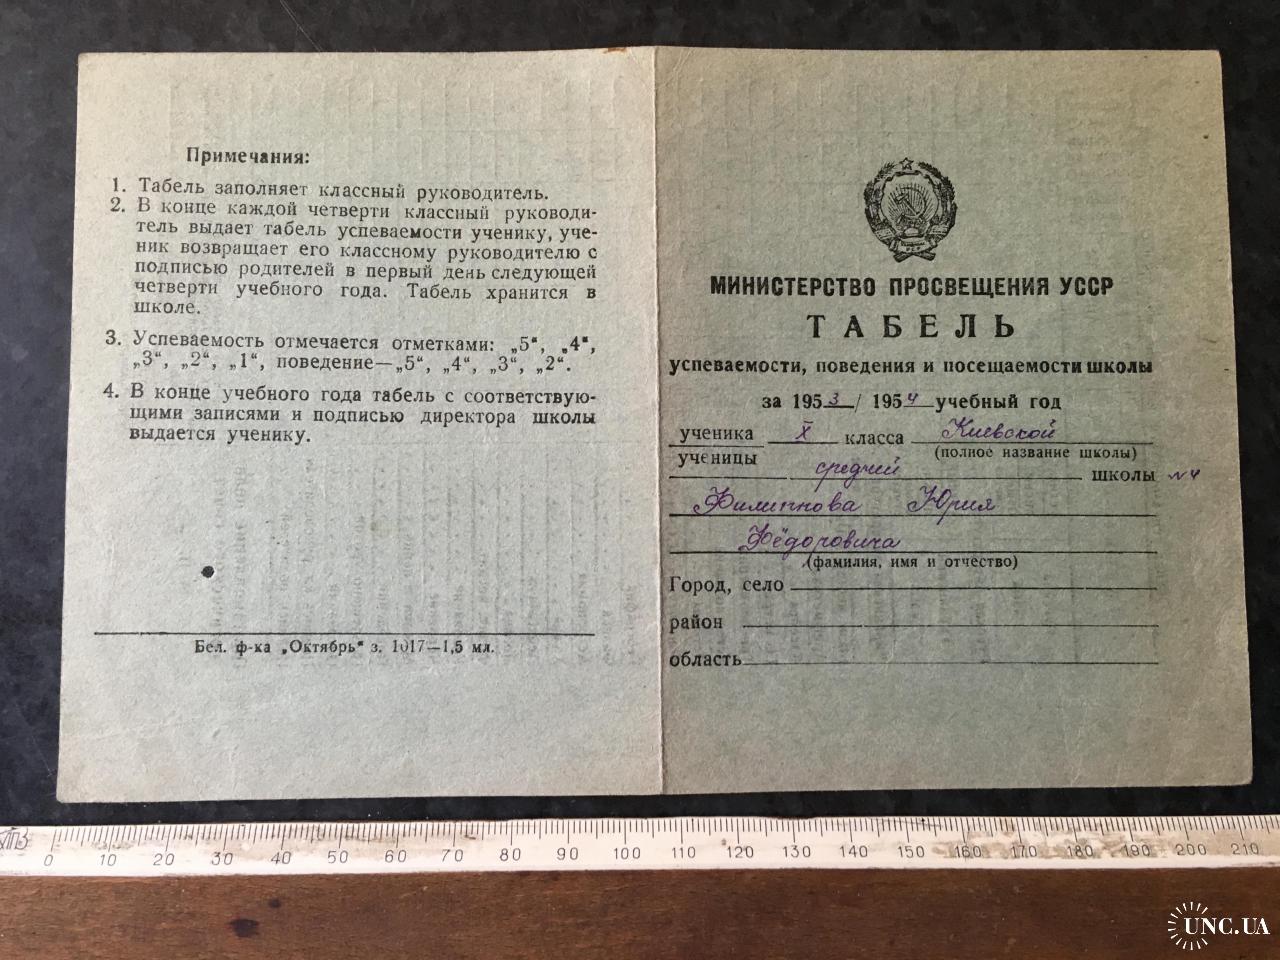 Примечания:
1. Табель заполняет классный руководитель.
2. В конце каждой четверти классный руководи-
тель выдает табель успеваемости ученику, уче-
ник возвращает его классному руководителю с
подписью родителей в первый день следующей
четверти учебного года. Табель хранится в
школе.
3. Успеваемость отмечается отметками: „5“, „4“,
„3“, „2“, „1“, поведение—„5“, „4“, „3“, „2“.
4. В конце учебного года табель с соответствую-
щими записями и подписью директора школы
выдается ученику.
Бел. ф-ка „Октябрь“ з. 1017—1,5 мл.
МИНИСТЕРСТВО ПРОСВЕЩЕНИЯ УССР
ТАБЕЛЬ
успеваемости, поведения и посещаемости школы
за 1953 / 1954 учебный год
ученика X класса Киевской
ученицы (полное название школы)
средней школы №4
Филиппова Юрия
Фёдоровича
(фамилия, имя и отчество)
Город, село
район
область
0 10 20 30 40 50 60 70 80 90 100 110 120 130 140 150 160 170 180 190 200 210
UNC.UA